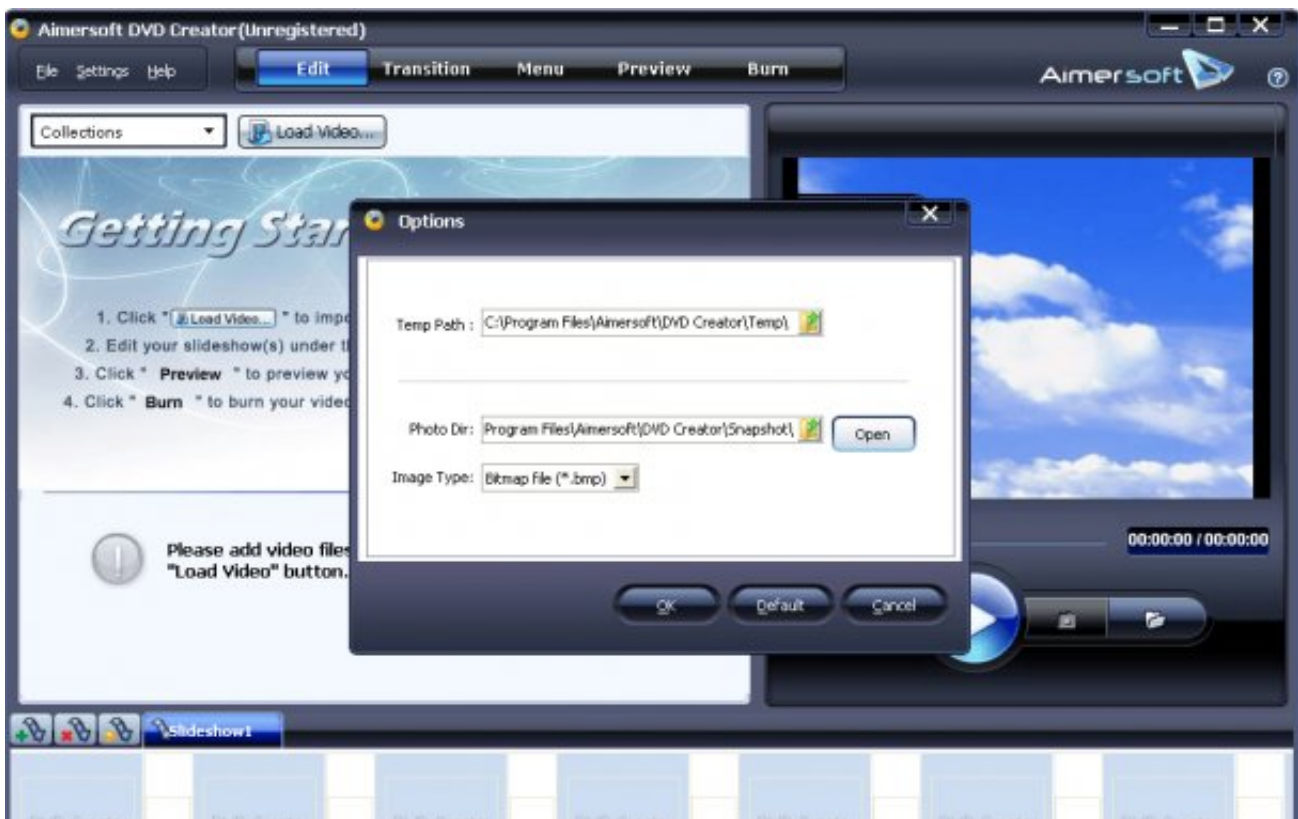 Aimersoft DVD Creator(Unregistered)
File Settings Help
Edit Transition Menu Preview Burn
Aimersoft
Collections
Load Video...
Getting Star
1. Click "Load Video..." to impo
2. Edit your slideshow(s) under t
3. Click " Preview " to preview yo
4. Click " Burn " to burn your video
Please add video files
"Load Video" button.
Options
Temp Path : C:\Program Files\Aimersoft\DVD Creator\Temp\
Photo Dir: Program Files\Aimersoft\DVD Creator\Snapshot\
Open
Image Type: Bitmap file (*.bmp)
OK Default Cancel
00:00:00 / 00:00:00
Slideshow1